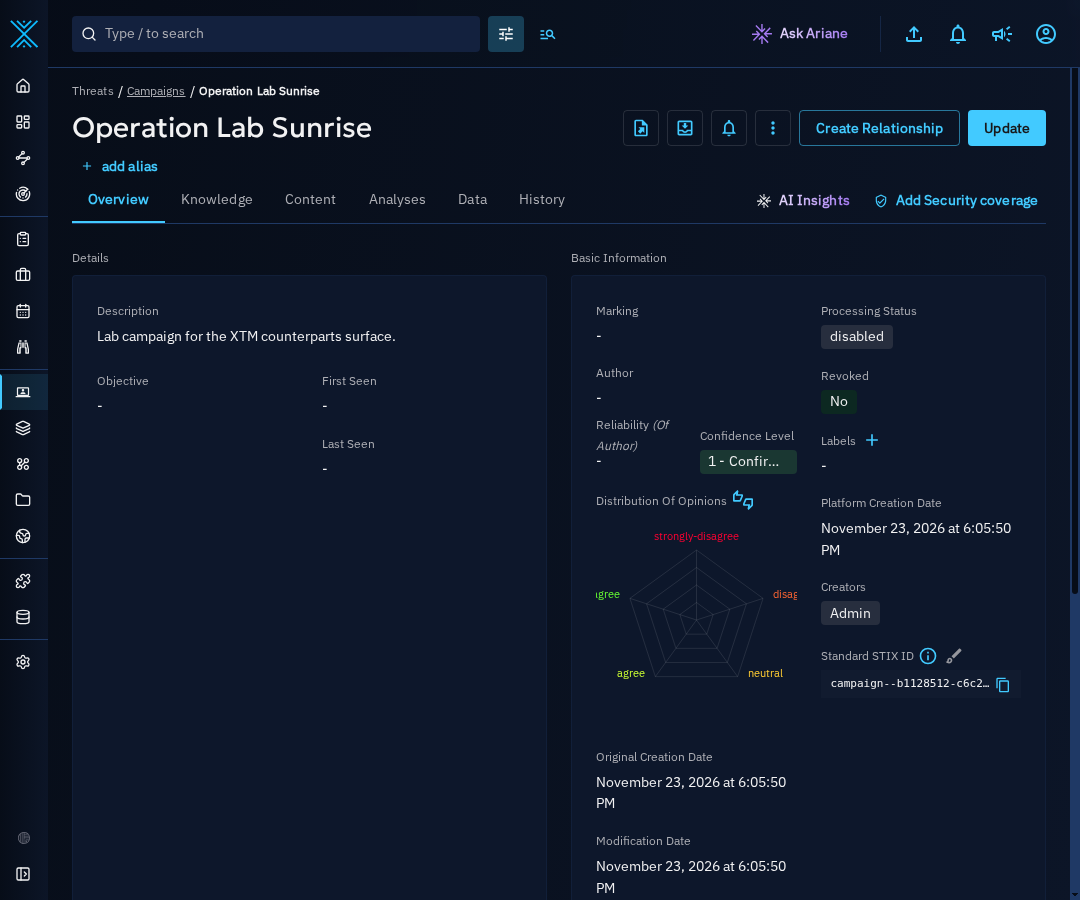 Type / to search
Ask Ariane
Threats / Campaigns / Operation Lab Sunrise
Operation Lab Sunrise
Create Relationship
Update
+ add alias
Overview
Knowledge
Content
Analyses
Data
History
AI Insights
Add Security coverage
Details
Description
Lab campaign for the XTM counterparts surface.
Objective
-
First Seen
-
Last Seen
-
Basic Information
Marking
-
Processing Status
disabled
Author
-
Revoked
No
Reliability (Of
Author)
-
Confidence Level
1 - Confir...
Labels
-
Distribution Of Opinions
strongly-disagree
agree
disag
agree
neutral
Platform Creation Date
November 23, 2026 at 6:05:50
PM
Creators
Admin
Standard STIX ID
campaign--b1128512-c6c2…
Original Creation Date
November 23, 2026 at 6:05:50
PM
Modification Date
November 23, 2026 at 6:05:50
PM